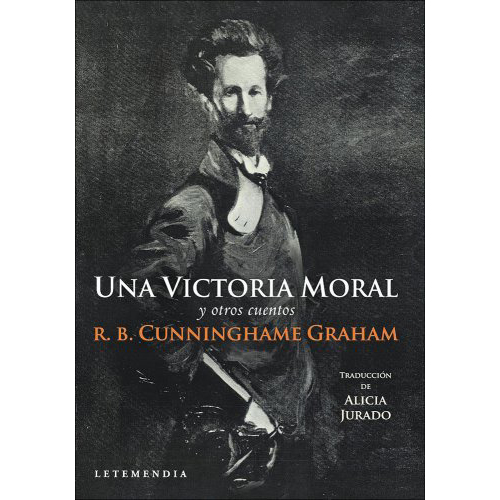 UNA VICTORIA MORAL
y otros cuentos
R. B. CUNNINGHAME GRAHAM
TRADUCCIÓN
DE
ALICIA
JURADO
LETEMENDIA